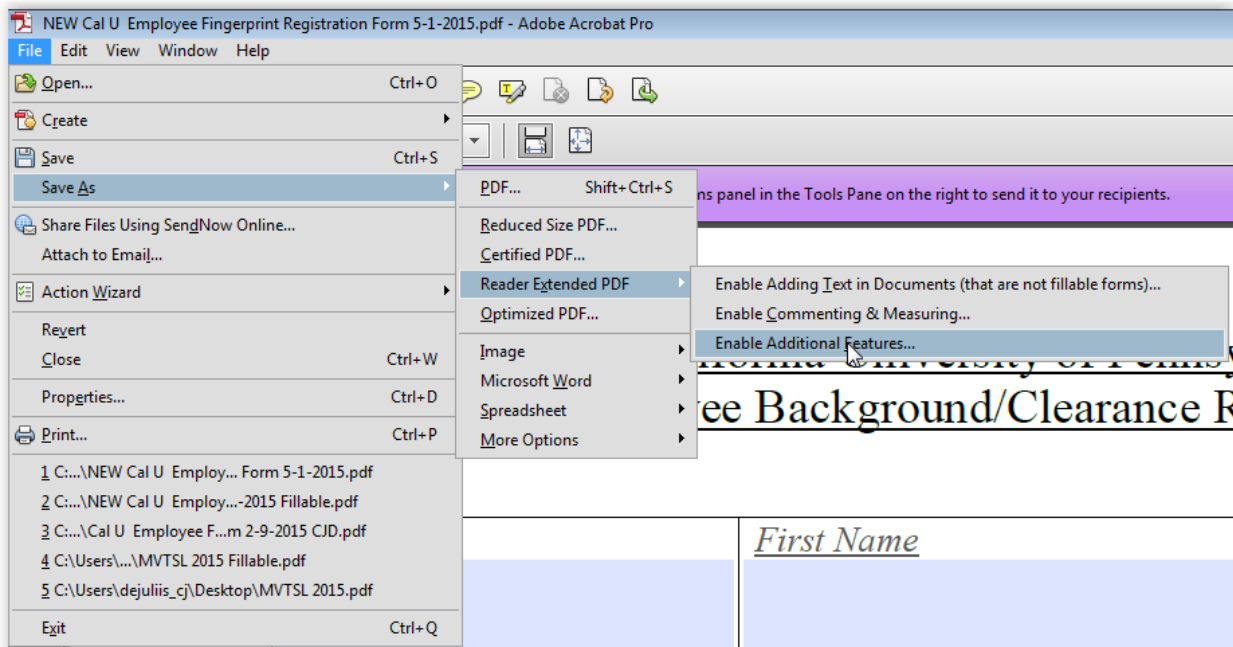 NEW Cal U  Employee Fingerprint Registration Form 5-1-2015.pdf - Adobe Acrobat Pro
File Edit View Window Help
Open... Ctrl+O
Create
Save Ctrl+S
Save As
Share Files Using SendNow Online...
Attach to Email...
Action Wizard
Revert
Close Ctrl+W
Properties... Ctrl+D
Print... Ctrl+P
1 C:...\NEW Cal U  Employ... Form 5-1-2015.pdf
2 C:...\NEW Cal U  Employ...-2015 Fillable.pdf
3 C:...\Cal U  Employee F...m 2-9-2015 CJD.pdf
4 C:\Users\...\MVTSL 2015 Fillable.pdf
5 C:\Users\dejuliis_cj\Desktop\MVTSL 2015.pdf
Exit Ctrl+Q
PDF... Shift+Ctrl+S
Reduced Size PDF...
Certified PDF...
Reader Extended PDF
Optimized PDF...
Image
Microsoft Word
Spreadsheet
More Options
Enable Adding Text in Documents (that are not fillable forms)...
Enable Commenting & Measuring...
Enable Additional Features...
ns panel in the Tools Pane on the right to send it to your recipients.
University of Pennsy
ee Background/Clearance R
First Name